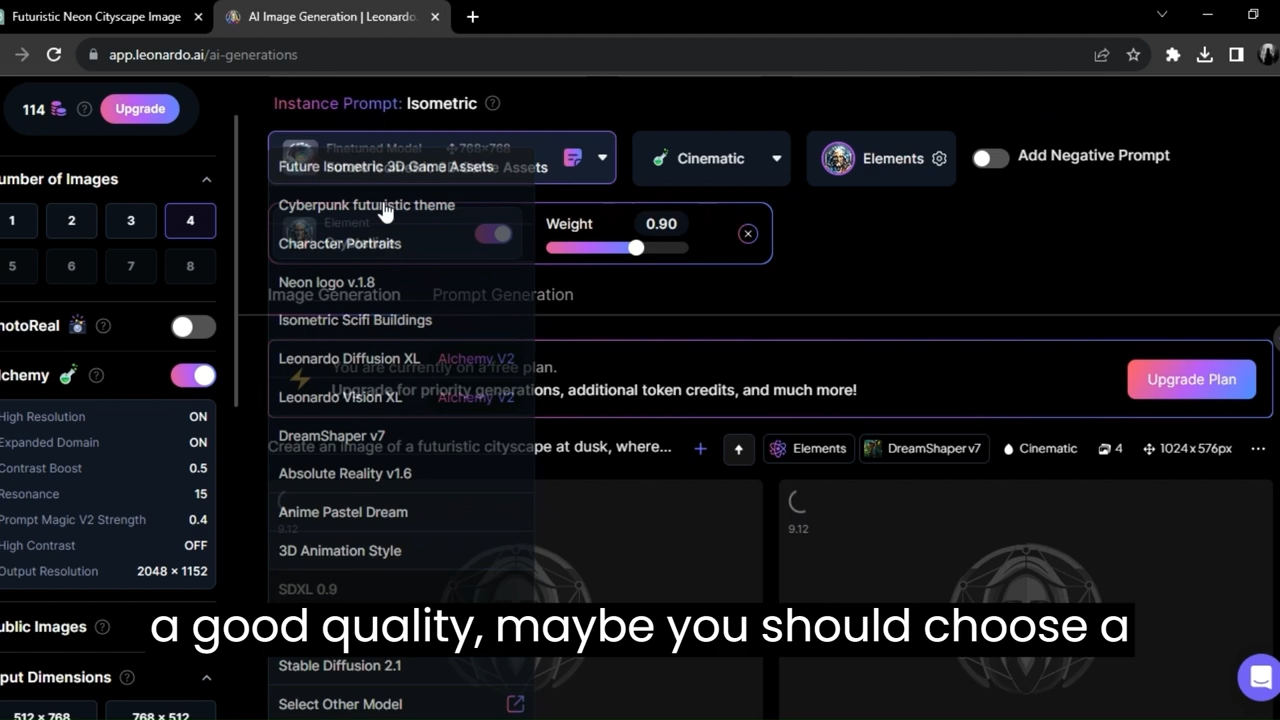 Futuristic Neon Cityscape Image
AI Image Generation | Leonardo.
app.leonardo.ai/ai-generations
114
Upgrade
Instance Prompt: Isometric
Finetuned Model
768×768
Future Isometric 3D Game Assets
Assets
Cinematic
Elements
Add Negative Prompt
umber of Images
1 2 3 4
5 6 7 8
Cyberpunk futuristic theme
Element
Character Portraits
Weight 0.90
Neon logo v.1.8
Image Generation
Prompt Generation
Isometric Scifi Buildings
otoReal
Leonardo Diffusion XL Alchemy V2
You are currently on a free plan.
lchemy
Leonardo Vision XL Alchemy V2
Upgrade for priority generations, additional token credits, and much more!
Upgrade Plan
High Resolution ON
Expanded Domain ON
Contrast Boost 0.5
Resonance 15
Prompt Magic V2 Strength 0.4
High Contrast OFF
Output Resolution 2048 × 1152
DreamShaper v7
Create an image of a futuristic cityscape at dusk, where...
Elements
DreamShaper v7
Cinematic
4
1024 x 576px
Absolute Reality v1.6
Anime Pastel Dream
9.12
9.12
3D Animation Style
SDXL 0.9
ublic Images
a good quality, maybe you should choose a
Stable Diffusion 2.1
Select Other Model
put Dimensions
512 × 768
768 × 512